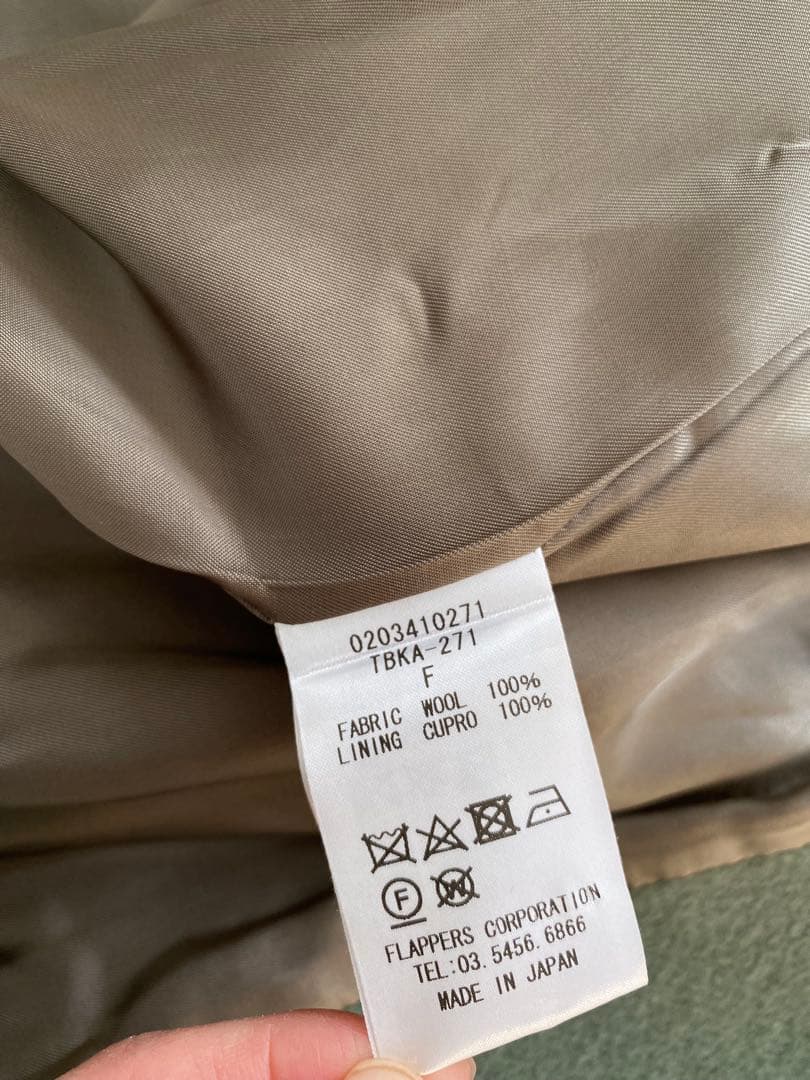 0203410271
TBKA-271
F
FABRIC WOOL 100%
LINING CUPRO 100%
F W
FLAPPERS CORPORATION
TEL:03.5456.6866
MADE IN JAPAN